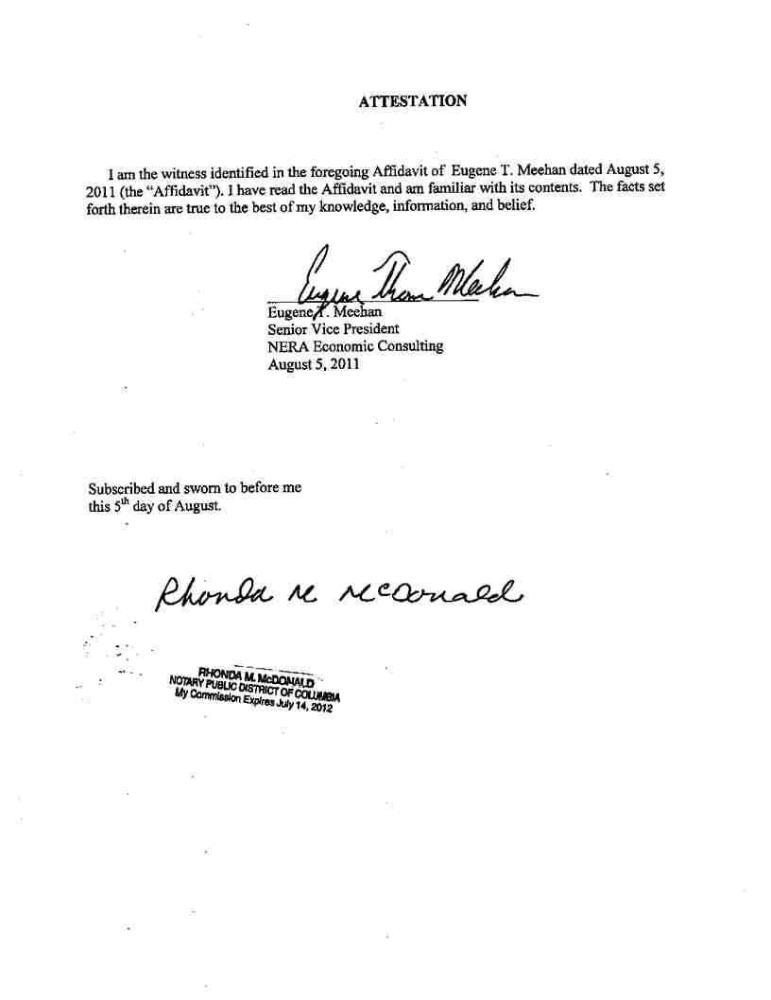 ATTESTATION
I am the witness identified in the foregoing Affidavit of Eugene T. Meehan dated August 5,
2011 (the “Affidavit”). I have read the Affidavit and am familiar with its contents. The facts set
forth therein are true to the best of my knowledge, information, and belief.
Eugene Thom Meehan
Eugene T. Meehan
Senior Vice President
NERA Economic Consulting
August 5, 2011
Subscribed and sworn to before me
this 5th day of August.
Rhonda M McDonald
RHONDA M. McDONALD
NOTARY PUBLIC DISTRICT OF COLUMBIA
My Commission Expires July 14, 2012